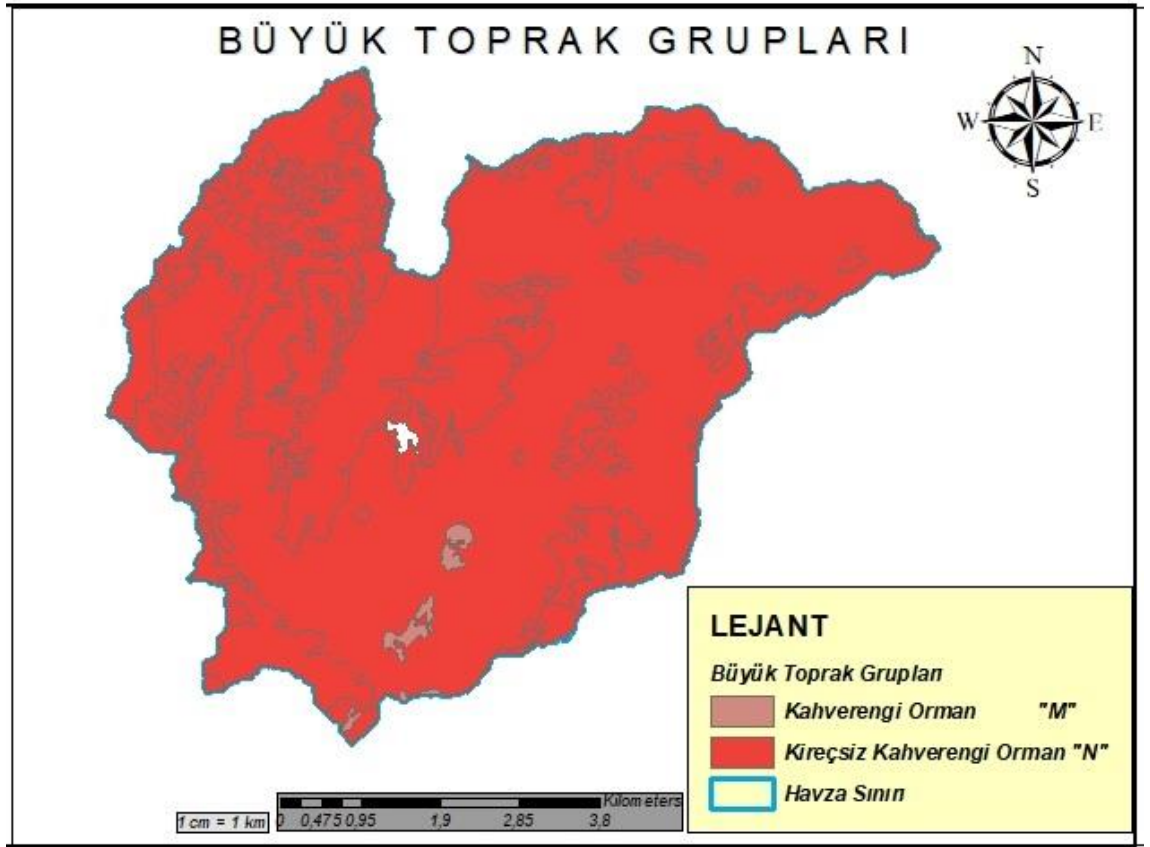 BÜYÜK TOPRAK GRUPLARI
N
W E
S
LEJANT
Büyük Toprak Grupları
Kahverengi Orman "M"
Kireçsiz Kahverengi Orman "N"
Havza Sınırı
1 cm = 1 km
Kilometers
0 0,475 0,95 1,9 2,85 3,8